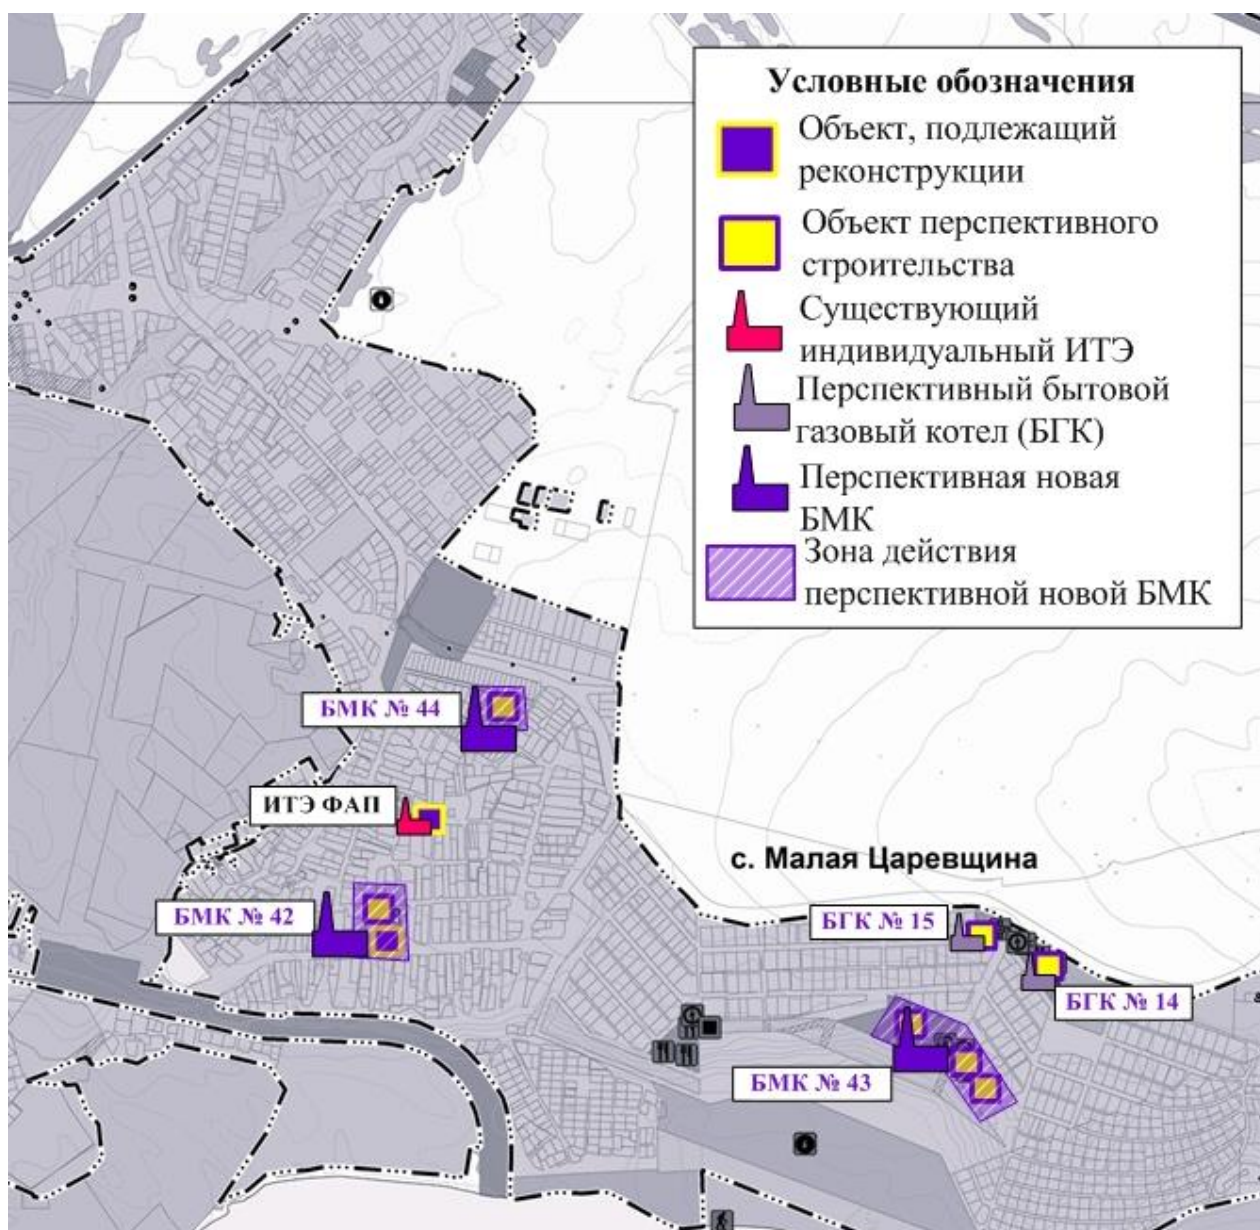 Условные обозначения
Объект, подлежащий
реконструкции
Объект перспективного
строительства
Существующий
индивидуальный ИТЭ
Перспективный бытовой
газовый котел (БГК)
Перспективная новая
БМК
Зона действия
перспективной новой БМК
БМК № 44
ИТЭ ФАП
с. Малая Царевщина
БМК № 42
БГК № 15
БГК № 14
БМК № 43